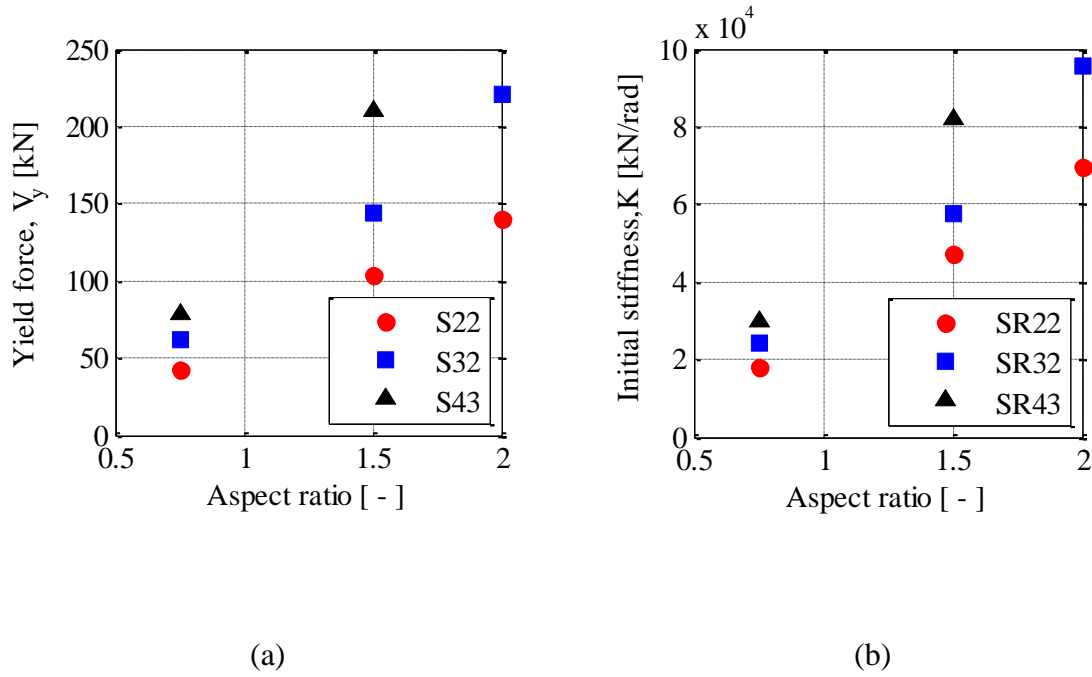 Yield force, V_y [kN]
250
200
150
100
50
0
0.5 1 1.5 2
Aspect ratio [ - ]
S22
S32
S43
(a)
x 10^4
Initial stiffness,K [kN/rad]
10
8
6
4
2
0
0.5 1 1.5 2
Aspect ratio [ - ]
SR22
SR32
SR43
(b)